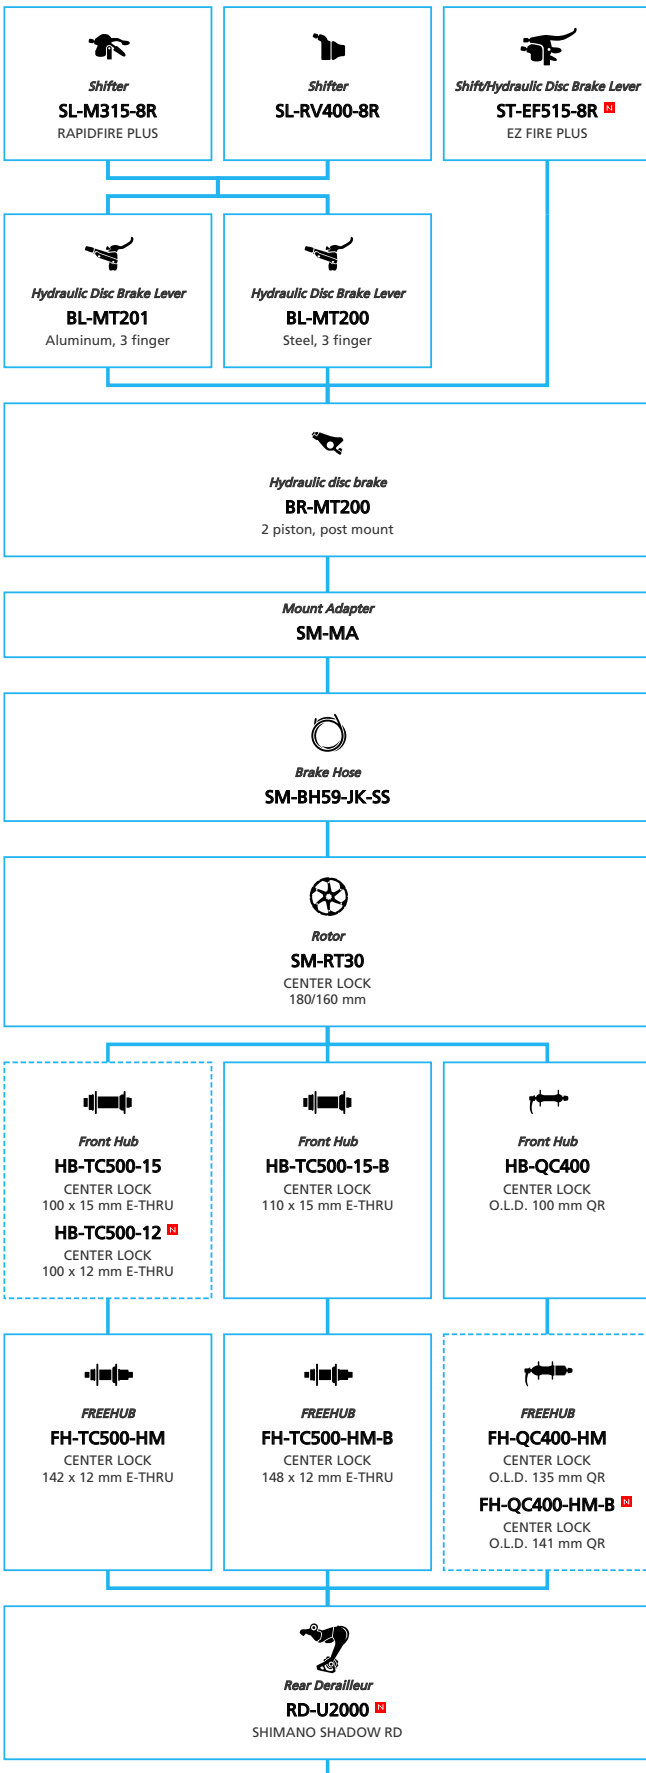 Shifter
SL-M315-8R
RAPIDFIRE PLUS
Shifter
SL-RV400-8R
Shift/Hydraulic Disc Brake Lever
ST-EF515-8R N
EZ FIRE PLUS
Hydraulic Disc Brake Lever
BL-MT201
Aluminum, 3 finger
Hydraulic Disc Brake Lever
BL-MT200
Steel, 3 finger
Hydraulic disc brake
BR-MT200
2 piston, post mount
Mount Adapter
SM-MA
Brake Hose
SM-BH59-JK-SS
Rotor
SM-RT30
CENTER LOCK
180/160 mm
Front Hub
HB-TC500-15
CENTER LOCK
100 x 15 mm E-THRU
HB-TC500-12 N
CENTER LOCK
100 x 12 mm E-THRU
Front Hub
HB-TC500-15-B
CENTER LOCK
110 x 15 mm E-THRU
Front Hub
HB-QC400
CENTER LOCK
O.L.D. 100 mm QR
FREEHUB
FH-TC500-HM
CENTER LOCK
142 x 12 mm E-THRU
FREEHUB
FH-TC500-HM-B
CENTER LOCK
148 x 12 mm E-THRU
FREEHUB
FH-QC400-HM
CENTER LOCK
O.L.D. 135 mm QR
FH-QC400-HM-B N
CENTER LOCK
O.L.D. 141 mm QR
Rear Derailleur
RD-U2000 N
SHIMANO SHADOW RD